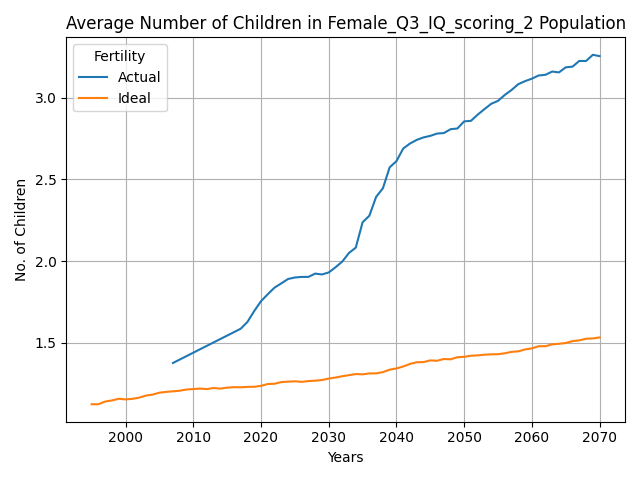 Average Number of Children in Female_Q3_IQ_scoring_2 Population
Fertility
Actual
Ideal
No. of Children
3.0
2.5
2.0
1.5
2000 2010 2020 2030 2040 2050 2060 2070
Years